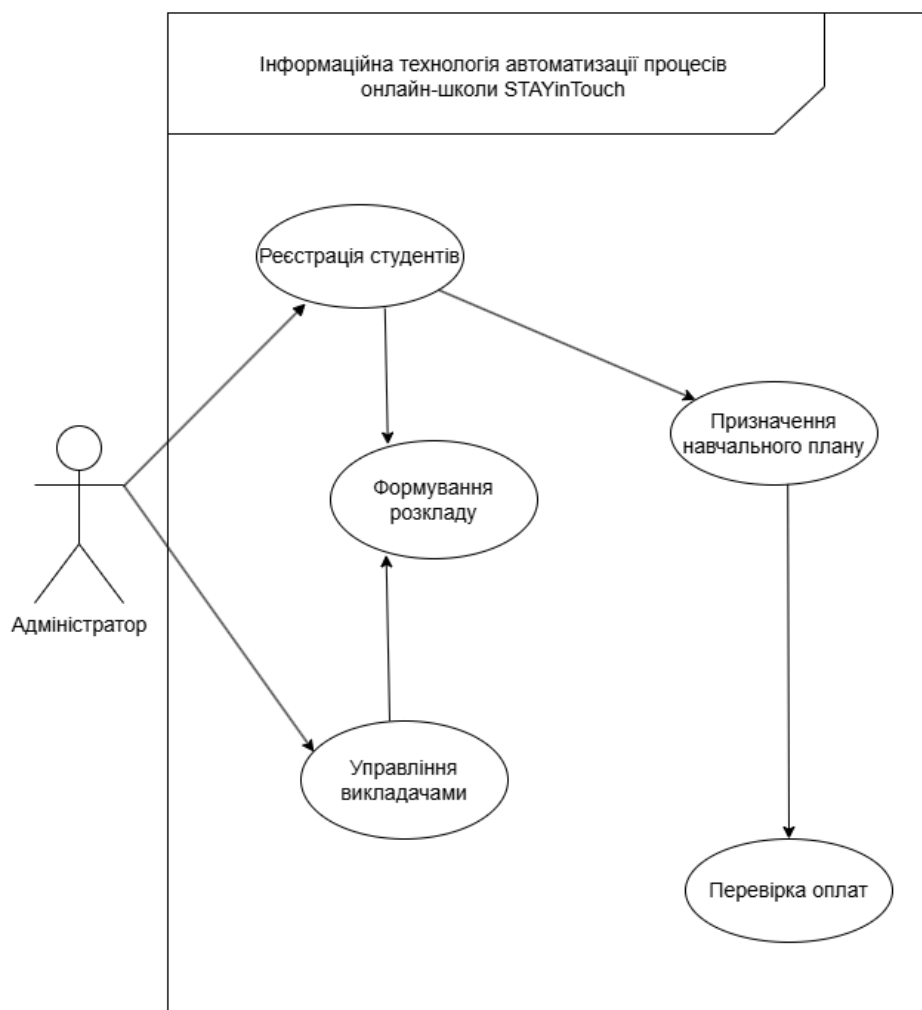 Інформаційна технологія автоматизації процесів
онлайн-школи STAYinTouch
Реєстрація студентів
Призначення
навчального плану
Формування
розкладу
Адміністратор
Управління
викладачами
Перевірка оплат